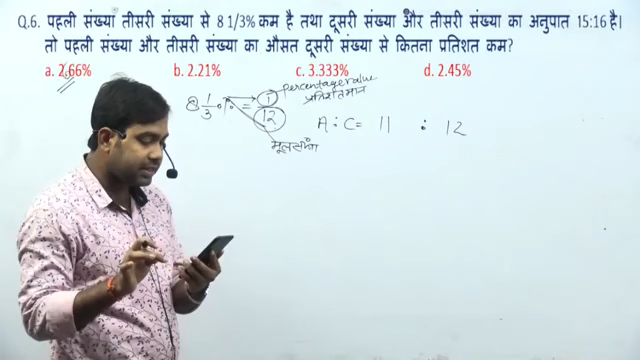 Q.6. पहली संख्या तीसरी संख्या से 8 1/3% कम है तथा दूसरी संख्या और तीसरी संख्या का अनुपात 15:16 है।
तो पहली संख्या और तीसरी संख्या का औसत दूसरी संख्या से कितना प्रतिशत कम?
a. 2.66% b. 2.21% c. 3.333% d. 2.45%
percentage value
प्रतिशतमान
8 1/3 % = 1/12
A : C = 11 : 12